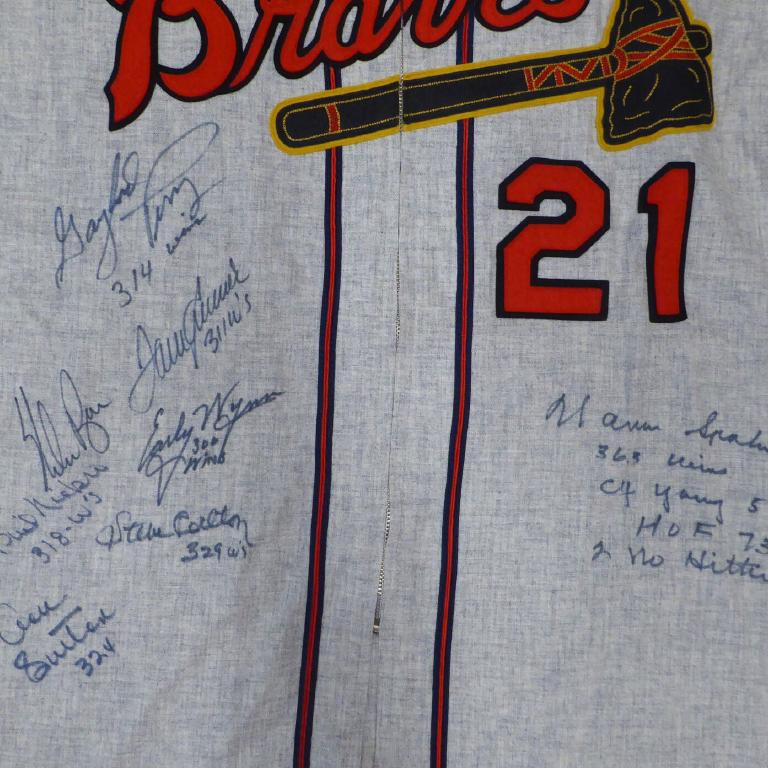 Braves
21
Gaylord Perry
314 wins
Tom Seaver
311 W's
Nolan Ryan
Early Wynn
300
wins
Phil Niekro
318-W's
Steve Carlton
329 W's
Don
Sutton
324
Warren Spahn
363 wins
CY Young 5
HOF 73
2 No Hitte